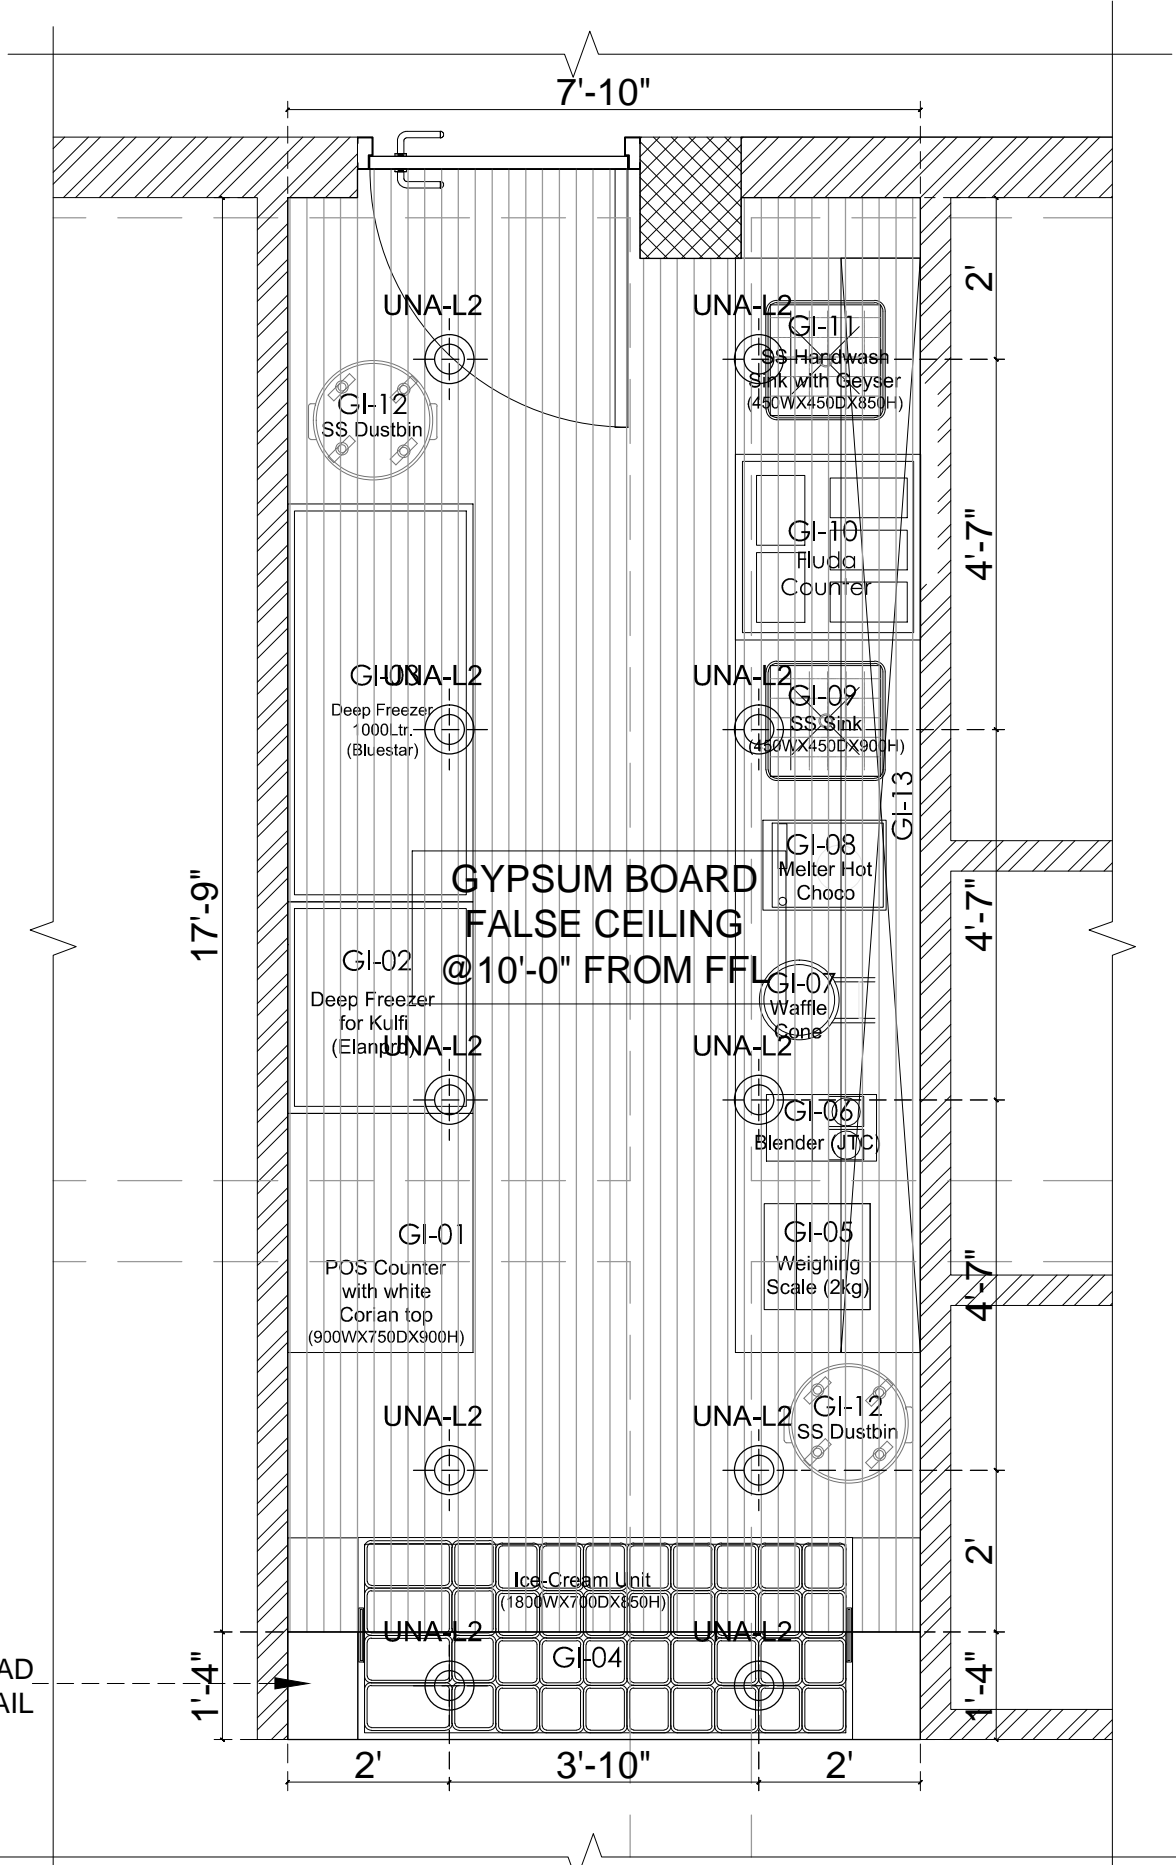 7'-10"
UNA-L2
UNA-L2
2'
GI-11
SS Handwash
Sink with Geyser
(450WX450DX850H)
GI-12
SS Dustbin
GI-10
Fluda
Counter
4'-7"
GI-03
UNA-L2
Deep Freezer
1000Ltr.
(Bluestar)
UNA-L2
GI-09
SS Sink
(450WX450DX900H)
GI-13
GI-08
Melter Hot
Choco
GYPSUM BOARD
FALSE CEILING
@10'-0" FROM FFL
17'-9"
4'-7"
GI-02
Deep Freezer
for Kulfi
(Elanpro)
UNA-L2
GI-07
Waffle
Cone
UNA-L2
GI-06
Blender (JTC)
GI-01
POS Counter
with white
Corian top
(900WX750DX900H)
GI-05
Weighing
Scale (2kg)
4'-7"
UNA-L2
UNA-L2
GI-12
SS Dustbin
2'
Ice-Cream Unit
(1800WX700DX850H)
UNA-L2
UNA-L2
GI-04
AD
AIL
1'-4"
1'-4"
2'
3'-10"
2'